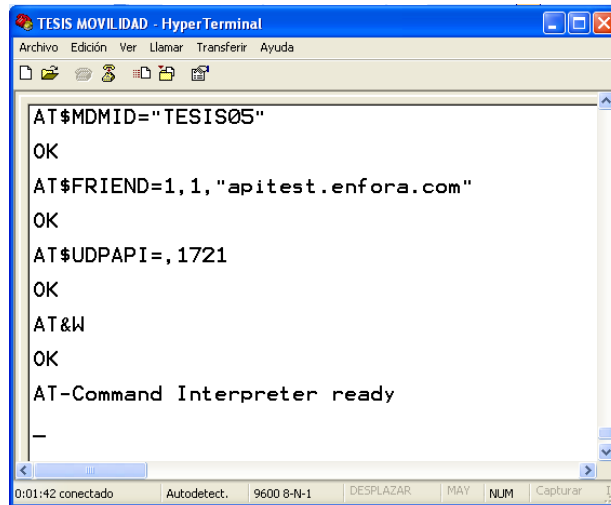 TESIS MOVILIDAD - HyperTerminal
Archivo Edición Ver Llamar Transferir Ayuda
AT$MDMID="TESIS05"
OK
AT$FRIEND=1,1,"apitest.enfora.com"
OK
AT$UDPAPI=,1721
OK
AT&W
OK
AT-Command Interpreter ready
_
0:01:42 conectado Autodetect. 9600 8-N-1 DESPLAZAR MAY NUM Capturar